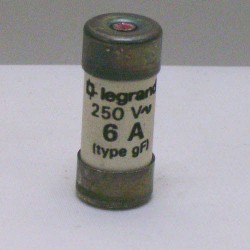 legrand
250 V~
6 A
(type gF)